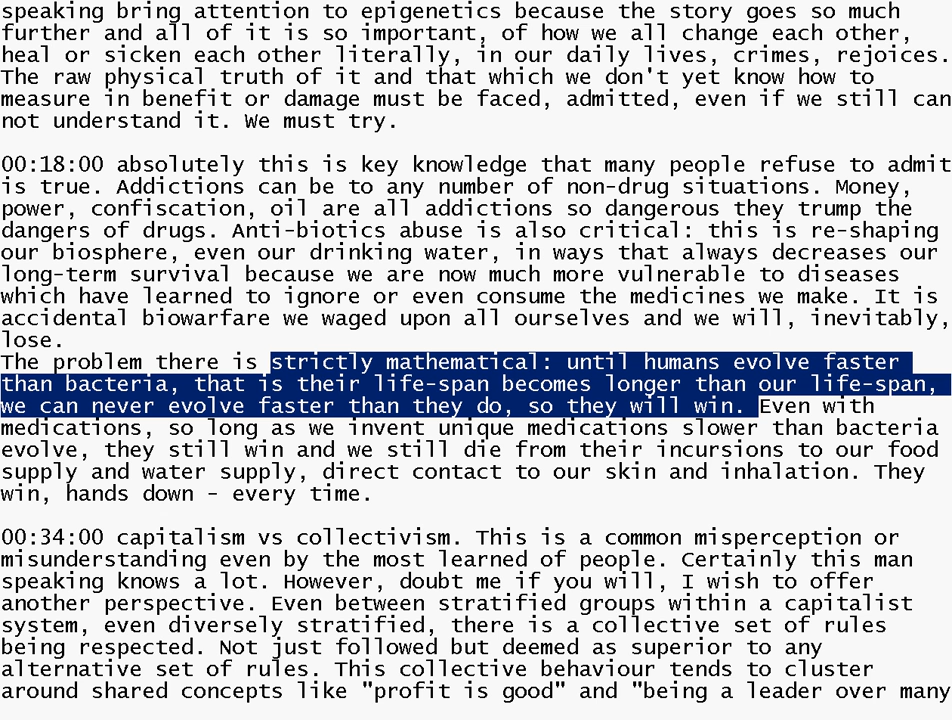 speaking bring attention to epigenetics because the story goes so much
further and all of it is so important, of how we all change each other,
heal or sicken each other literally, in our daily lives, crimes, rejoices.
The raw physical truth of it and that which we don't yet know how to
measure in benefit or damage must be faced, admitted, even if we still can
not understand it. We must try.

00:18:00 absolutely this is key knowledge that many people refuse to admit
is true. Addictions can be to any number of non-drug situations. Money,
power, confiscation, oil are all addictions so dangerous they trump the
dangers of drugs. Anti-biotics abuse is also critical: this is re-shaping
our biosphere, even our drinking water, in ways that always decreases our
long-term survival because we are now much more vulnerable to diseases
which have learned to ignore or even consume the medicines we make. It is
accidental biowarfare we waged upon all ourselves and we will, inevitably,
lose.
The problem there is strictly mathematical: until humans evolve faster
than bacteria, that is their life-span becomes longer than our life-span,
we can never evolve faster than they do, so they will win. Even with
medications, so long as we invent unique medications slower than bacteria
evolve, they still win and we still die from their incursions to our food
supply and water supply, direct contact to our skin and inhalation. They
win, hands down - every time.

00:34:00 capitalism vs collectivism. This is a common misperception or
misunderstanding even by the most learned of people. Certainly this man
speaking knows a lot. However, doubt me if you will, I wish to offer
another perspective. Even between stratified groups within a capitalist
system, even diversely stratified, there is a collective set of rules
being respected. Not just followed but deemed as superior to any
alternative set of rules. This collective behaviour tends to cluster
around shared concepts like "profit is good" and "being a leader over many